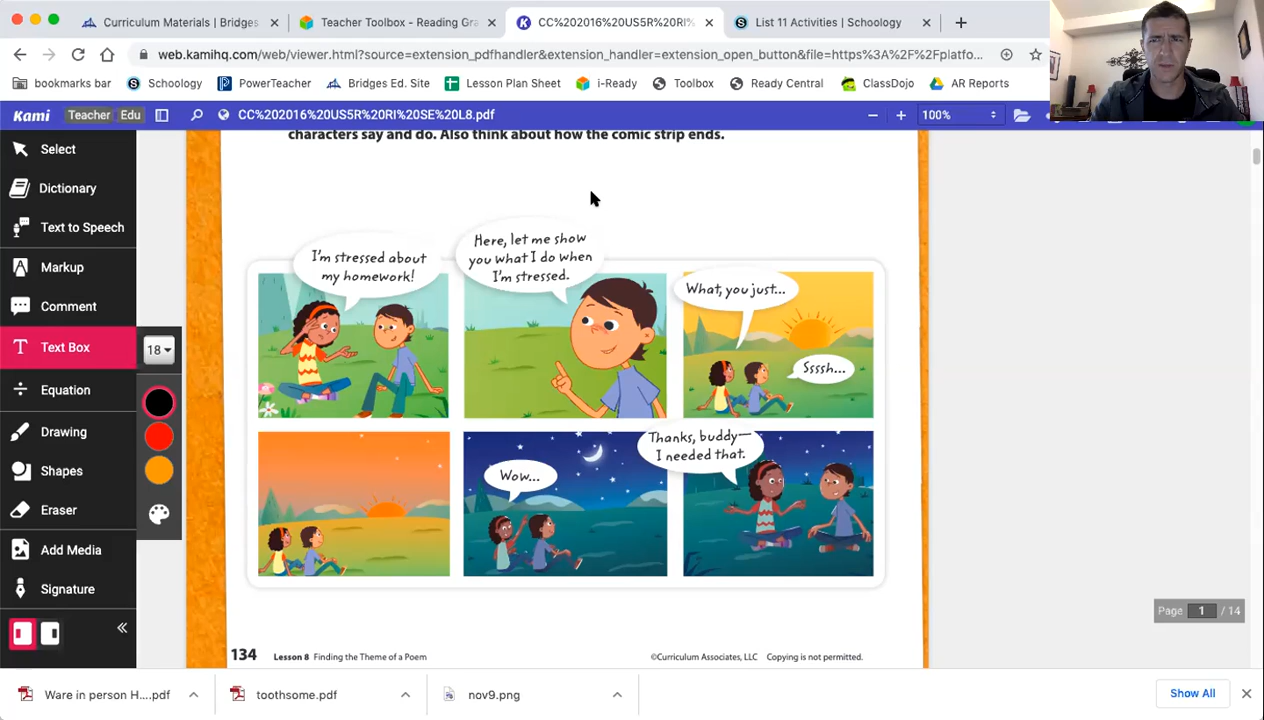 Curriculum Materials | Bridges
Teacher Toolbox - Reading Gra
CC%202016%20US5R%20RI%
List 11 Activities | Schoology
web.kamihq.com/web/viewer.html?source=extension_pdfhandler&extension_handler=extension_open_button&file=https%3A%2F%2Fplatfo...
bookmarks bar
Schoology
PowerTeacher
Bridges Ed. Site
Lesson Plan Sheet
i-Ready
Toolbox
Ready Central
ClassDojo
AR Reports
Kami
Teacher
Edu
CC%202016%20US5R%20RI%20SE%20L8.pdf
100%
Select
Dictionary
Text to Speech
Markup
Comment
Text Box
18
Equation
Drawing
Shapes
Eraser
Add Media
Signature
characters say and do. Also think about how the comic strip ends.
I'm stressed about
my homework!
Here, let me show
you what I do when
I'm stressed.
What, you just...
Ssssh...
Wow...
Thanks, buddy—
I needed that.
134 Lesson 8 Finding the Theme of a Poem
©Curriculum Associates, LLC Copying is not permitted.
Page 1 / 14
Ware in person H....pdf
toothsome.pdf
nov9.png
Show All